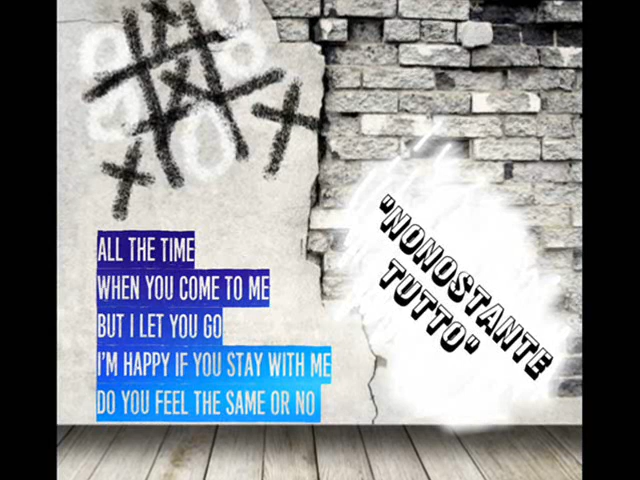 ALL THE TIME
WHEN YOU COME TO ME
BUT I LET YOU GO
I'M HAPPY IF YOU STAY WITH ME
DO YOU FEEL THE SAME OR NO
"NONOSTANTE
TUTTO"